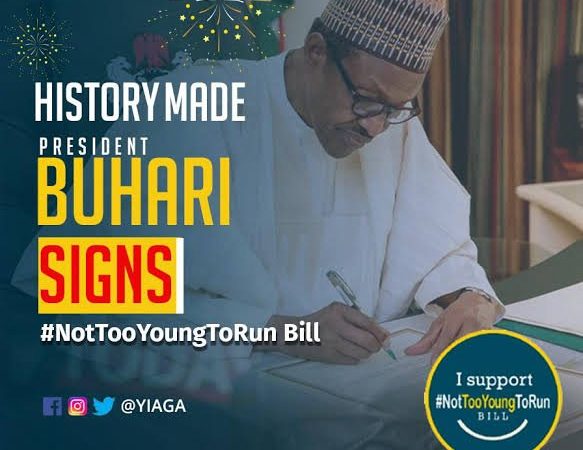 HISTORY MADE
PRESIDENT
BUHARI
SIGNS
#NotTooYoungToRun Bill
@YIAGA
I support
#NotTooYoungToRun
BILL